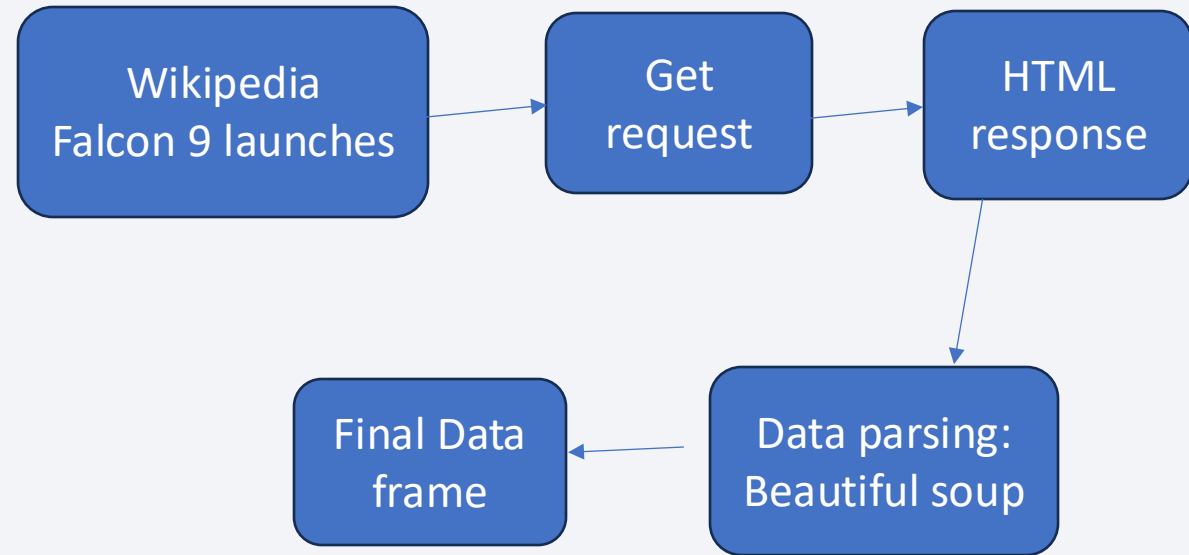 Wikipedia
Falcon 9 launches
Get
request
HTML
response
Data parsing:
Beautiful soup
Final Data
frame